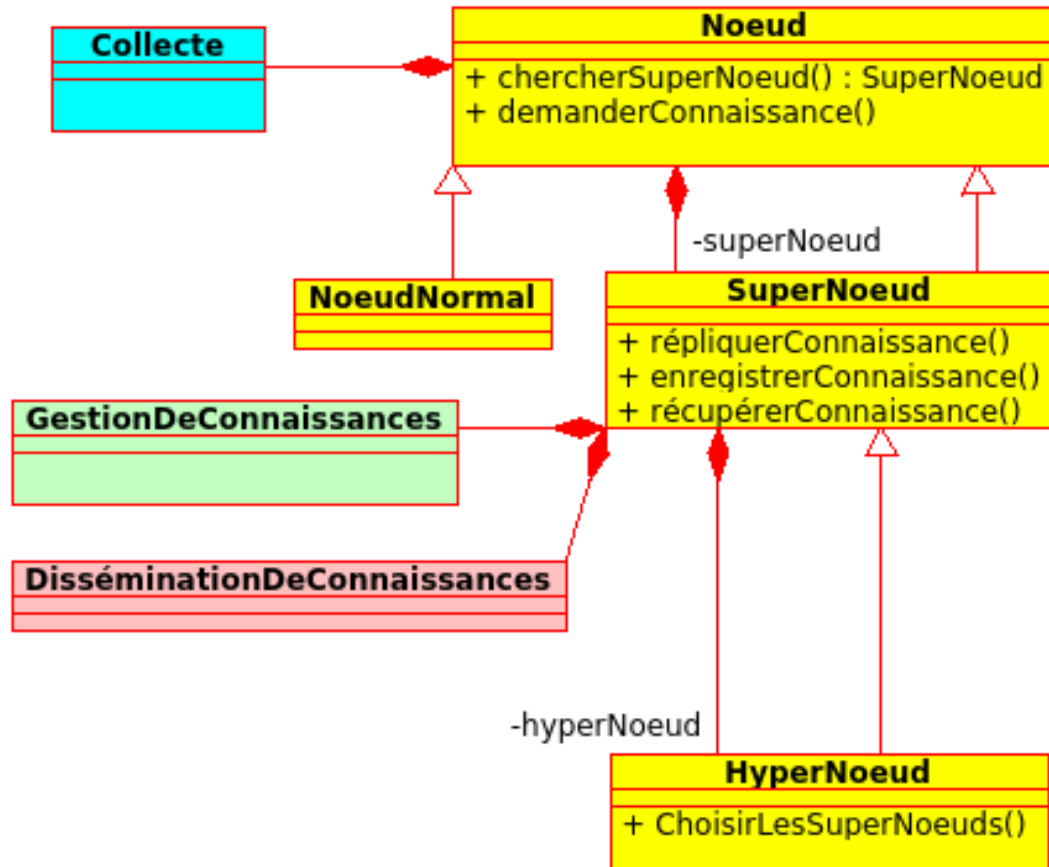 Collecte
Noeud
+ chercherSuperNoeud() : SuperNoeud
+ demanderConnaissance()
-superNoeud
NoeudNormal
SuperNoeud
+ répliquerConnaissance()
+ enregistrerConnaissance()
+ récupérerConnaissance()
GestionDeConnaissances
DisséminationDeConnaissances
-hyperNoeud
HyperNoeud
+ ChoisirLesSuperNoeuds()